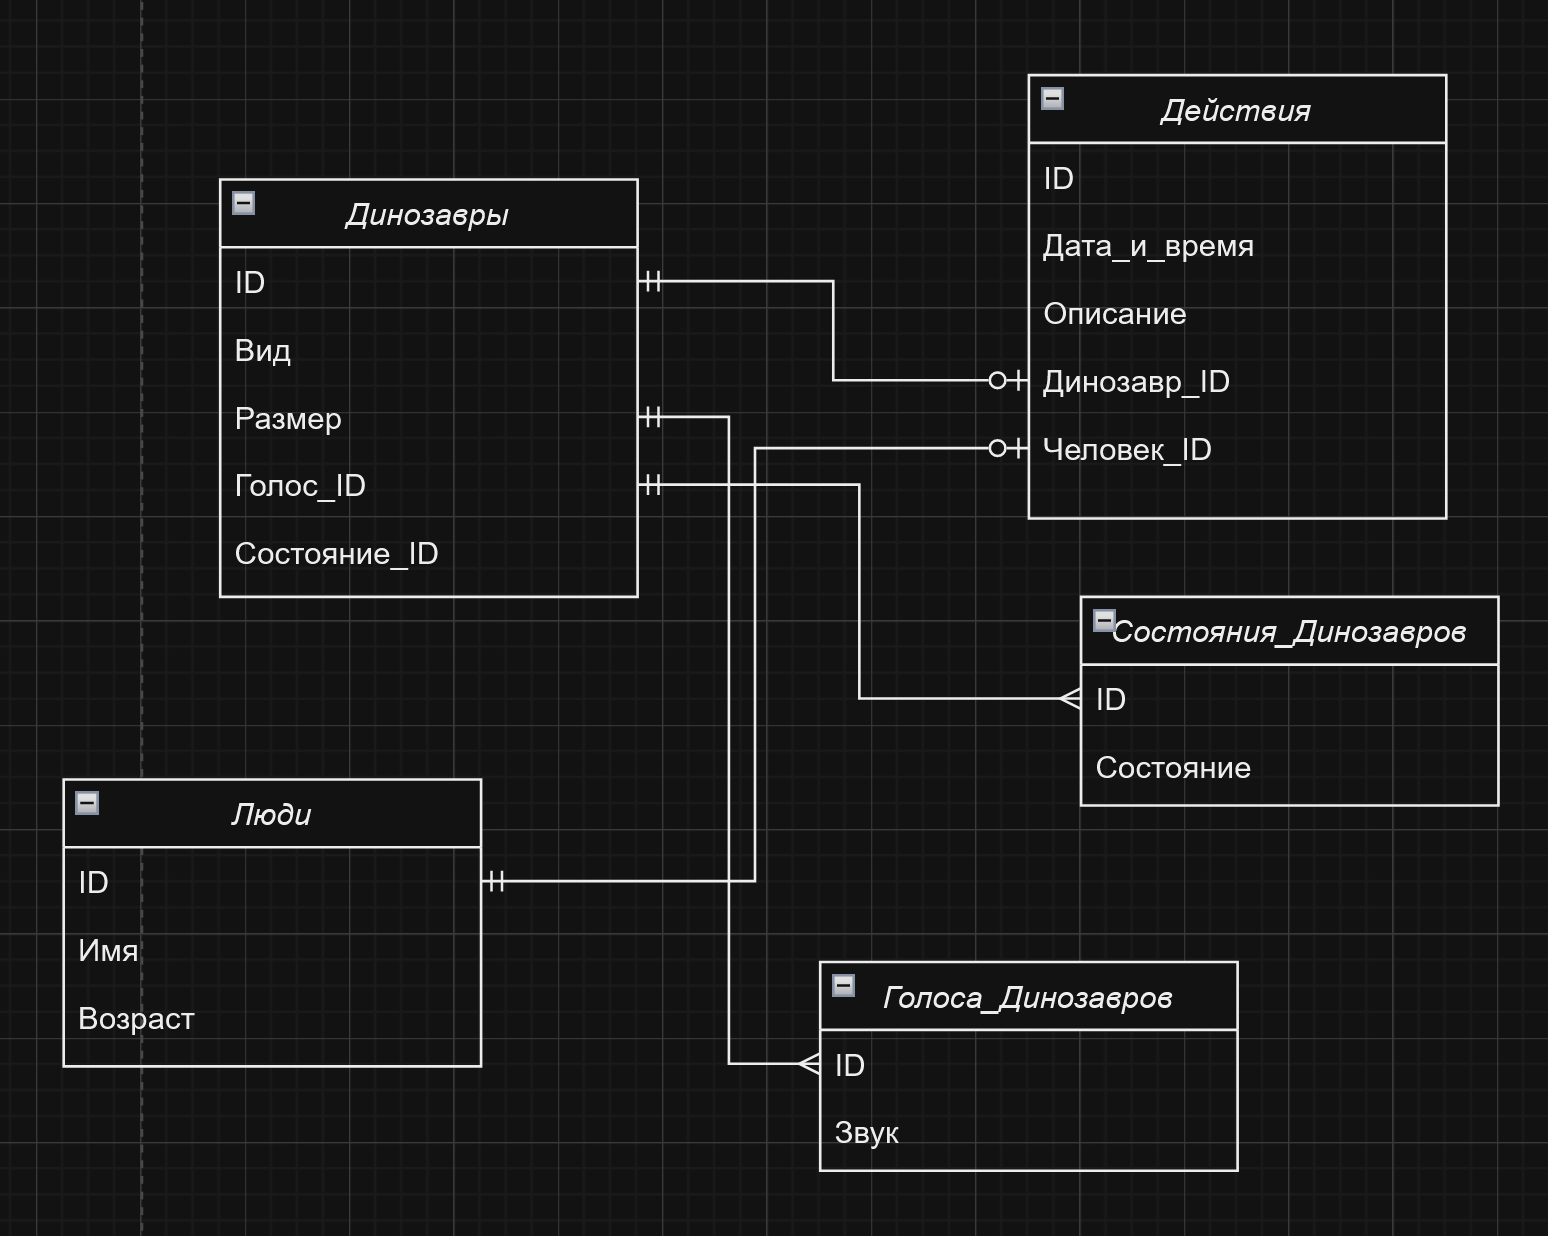 Действия
ID
Дата_и_время
Описание
Динозавр_ID
Человек_ID
Динозавры
ID
Вид
Размер
Голос_ID
Состояние_ID
Состояния_Динозавров
ID
Состояние
Люди
ID
Имя
Возраст
Голоса_Динозавров
ID
Звук